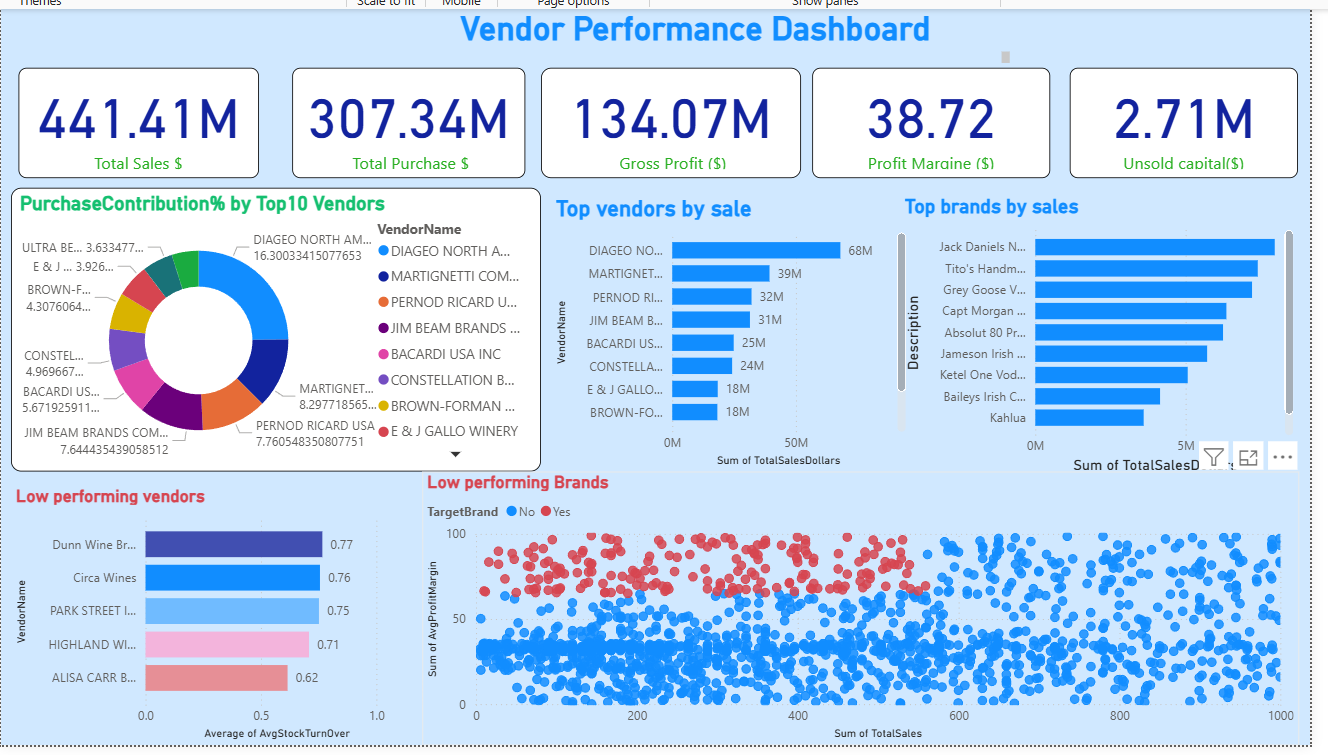 Themes
Scale to fit
Mobile
Page options
Show panes
Vendor Performance Dashboard
441.41M
Total Sales $
307.34M
Total Purchase $
134.07M
Gross Profit ($)
38.72
Profit Margine ($)
2.71M
Unsold capital($)
PurchaseContribution% by Top10 Vendors
ULTRA BE... 3.633477...
E & J ... 3.926...
BROWN-F...
4.3076064...
CONSTEL...
4.969667...
BACARDI US...
5.671925911...
JIM BEAM BRANDS COM...
7.644435439058512
DIAGEO NORTH AM...
16.30033415077653
MARTIGNET...
8.297718565...
PERNOD RICARD USA
7.760548350807751
VendorName
DIAGEO NORTH A...
MARTIGNETTI COM...
PERNOD RICARD U...
JIM BEAM BRANDS ...
BACARDI USA INC
CONSTELLATION B...
BROWN-FORMAN ...
E & J GALLO WINERY
Top vendors by sale
VendorName
DIAGEO NO... 68M
MARTIGNET... 39M
PERNOD RI... 32M
JIM BEAM B... 31M
BACARDI US... 25M
CONSTELLA... 24M
E & J GALLO... 18M
BROWN-FO... 18M
0M 50M
Sum of TotalSalesDollars
Top brands by sales
Description
Jack Daniels N...
Tito's Handm...
Grey Goose V...
Capt Morgan ...
Absolut 80 Pr...
Jameson Irish ...
Ketel One Vod...
Baileys Irish C...
Kahlua
0M 5M
Sum of TotalSalesD
Low performing vendors
VendorName
Dunn Wine Br... 0.77
Circa Wines 0.76
PARK STREET I... 0.75
HIGHLAND WI... 0.71
ALISA CARR B... 0.62
0.0 0.5 1.0
Average of AvgStockTurnOver
Low performing Brands
TargetBrand No Yes
Sum of AvgProfitMargin
100
50
0
0 200 400 600 800 1000
Sum of TotalSales